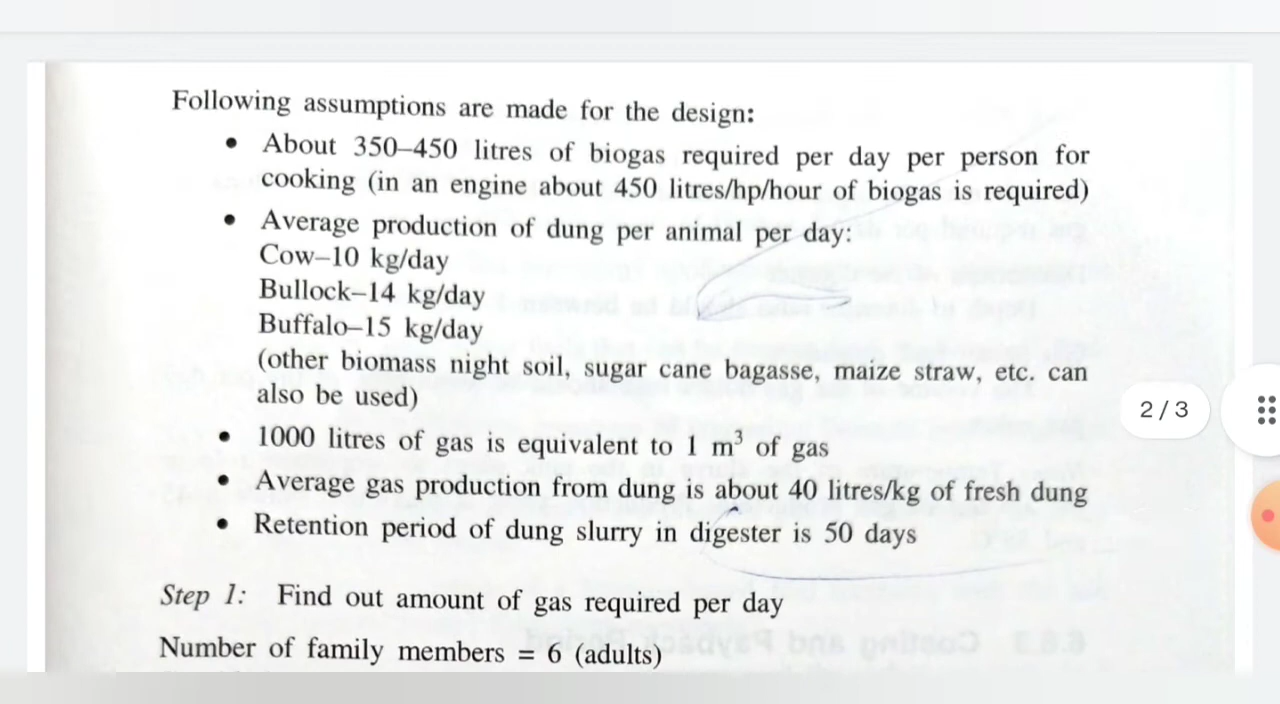 Following assumptions are made for the design:
• About 350–450 litres of biogas required per day per person for
cooking (in an engine about 450 litres/hp/hour of biogas is required)
• Average production of dung per animal per day:
Cow–10 kg/day
Bullock–14 kg/day
Buffalo–15 kg/day
(other biomass night soil, sugar cane bagasse, maize straw, etc. can
also be used)
2 / 3
• 1000 litres of gas is equivalent to 1 m³ of gas
• Average gas production from dung is about 40 litres/kg of fresh dung
• Retention period of dung slurry in digester is 50 days
Step 1: Find out amount of gas required per day
Number of family members = 6 (adults)